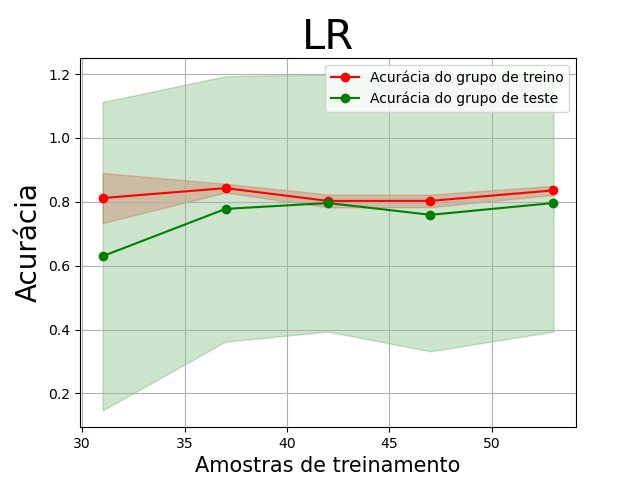 LR
Acurácia do grupo de treino
Acurácia do grupo de teste
Acurácia
1.2
1.0
0.8
0.6
0.4
0.2
30 35 40 45 50
Amostras de treinamento